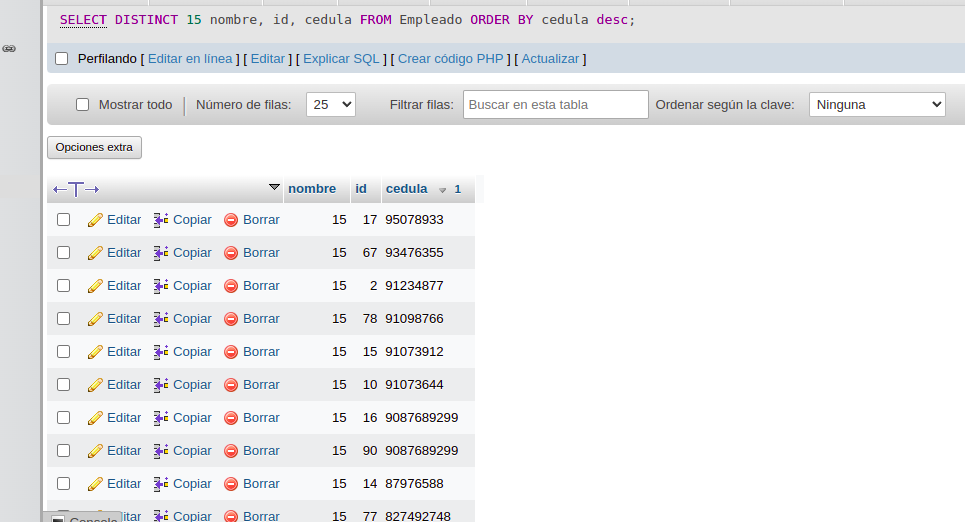 SELECT DISTINCT 15 nombre, id, cedula FROM Empleado ORDER BY cedula desc;
Perfilando [ Editar en línea ] [ Editar ] [ Explicar SQL ] [ Crear código PHP ] [ Actualizar ]
Mostrar todo Número de filas: 25 Filtrar filas: Buscar en esta tabla Ordenar según la clave: Ninguna
Opciones extra
←T→ nombre id cedula 1
Editar Copiar Borrar 15 17 95078933
Editar Copiar Borrar 15 67 93476355
Editar Copiar Borrar 15 2 91234877
Editar Copiar Borrar 15 78 91098766
Editar Copiar Borrar 15 15 91073912
Editar Copiar Borrar 15 10 91073644
Editar Copiar Borrar 15 16 9087689299
Editar Copiar Borrar 15 90 9087689299
Editar Copiar Borrar 15 14 87976588
Editar Copiar Borrar 15 77 827492748
Consola